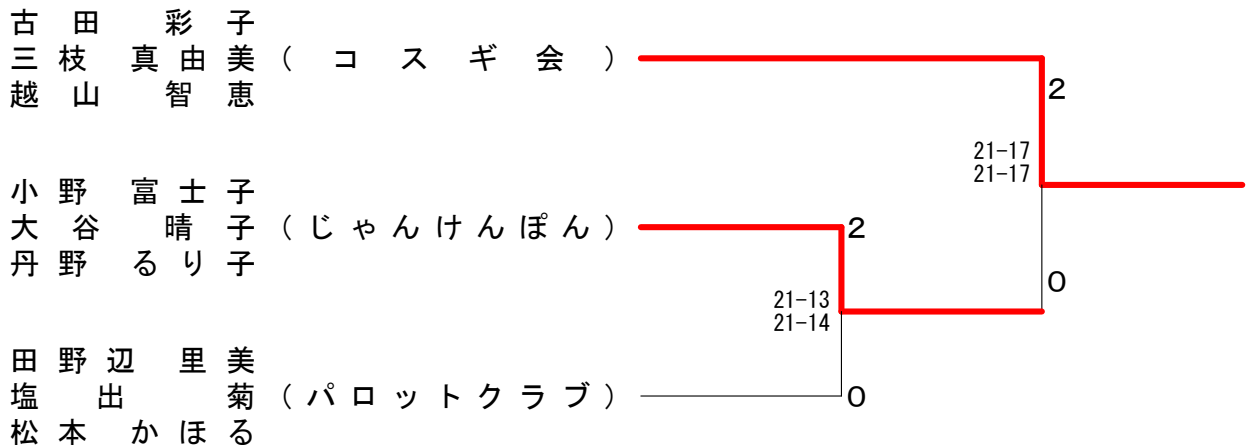 古田 彩子
三枝 真由美 (コスギ会)
越山 智恵
2
21-17
21-17
小野 富士子
大谷 晴子 (じゃんけんぽん)
丹野 るり子
2
0
21-13
21-14
田野辺 里美
塩出 菊 (パロットクラブ)
松本 かほる
0